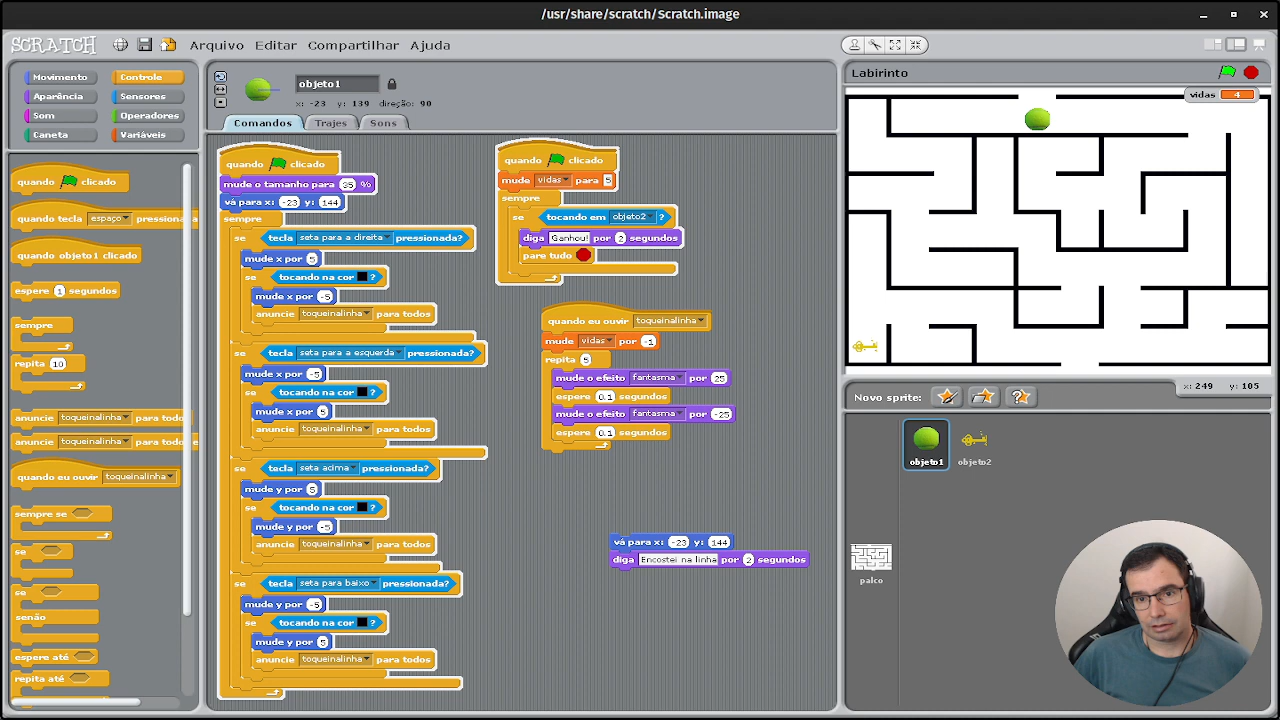 /usr/share/scratch/Scratch.image
SCRATCH Arquivo Editar Compartilhar Ajuda
Movimento Controle
Aparência Sensores
Som Operadores
Caneta Variáveis
quando clicado
quando tecla espaço pressiona
quando objeto1 clicado
espere 1 segundos
sempre
repita 10
anuncie toqueinalinha para todo
anuncie toqueinalinha para todos e
quando eu ouvir toqueinalinha
sempre se
se
se
senão
espere até
repita até
objeto1
x: -23 y: 139 direção: 90
Comandos Trajes Sons
quando clicado
mude o tamanho para 35 %
vá para x: -23 y: 144
sempre
se tecla seta para a direita pressionada?
mude x por 5
se tocando na cor ?
mude x por -5
anuncie toqueinalinha para todos
se tecla seta para a esquerda pressionada?
mude x por -5
se tocando na cor ?
mude x por 5
anuncie toqueinalinha para todos
se tecla seta acima pressionada?
mude y por 5
se tocando na cor ?
mude y por -5
anuncie toqueinalinha para todos
se tecla seta para baixo pressionada?
mude y por -5
se tocando na cor ?
mude y por 5
anuncie toqueinalinha para todos
quando clicado
mude vidas para 5
sempre
se tocando em objeto2 ?
diga Ganhou! por 2 segundos
pare tudo
quando eu ouvir toqueinalinha
mude vidas por -1
repita 5
mude o efeito fantasma por 25
espere 0.1 segundos
mude o efeito fantasma por -25
espere 0.1 segundos
vá para x: -23 y: 144
diga Encostei na linha por 2 segundos
Labirinto
vidas 4
x: 249 y: 185
Novo sprite:
objeto1 objeto2
palco